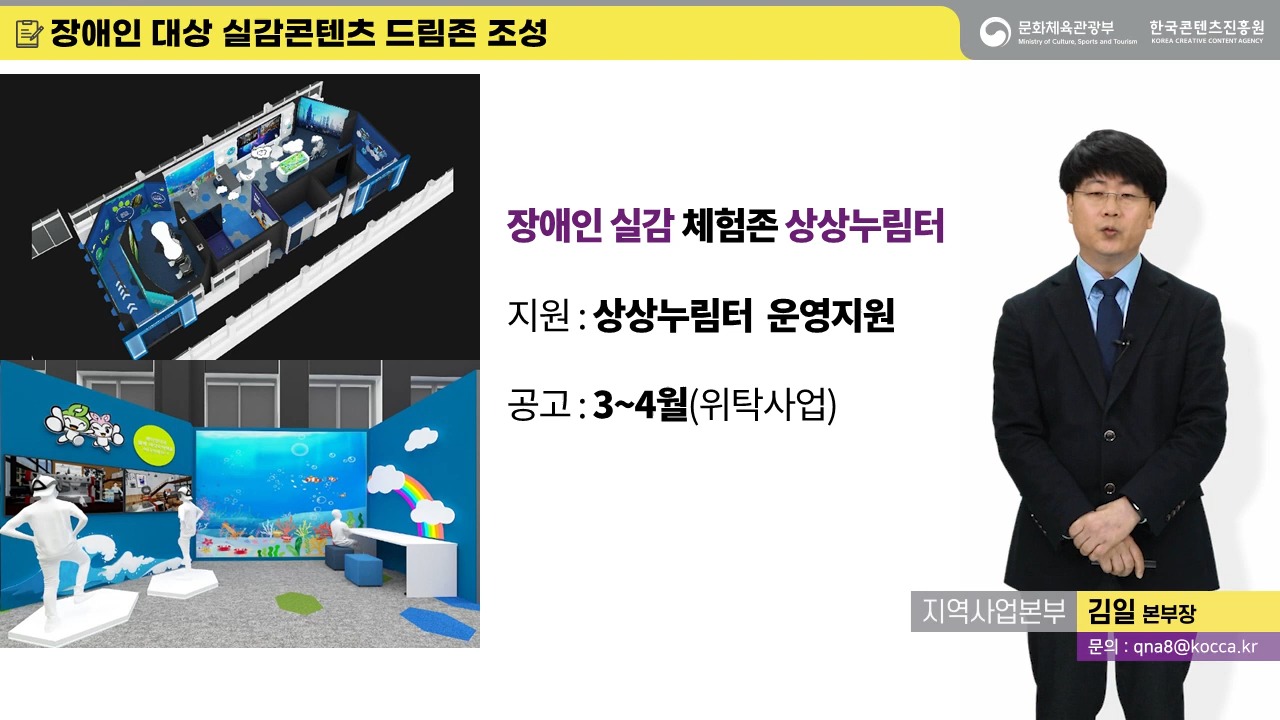 장애인 대상 실감콘텐츠 드림존 조성
문화체육관광부
Ministry of Culture, Sports and Tourism
한국콘텐츠진흥원
KOREA CREATIVE CONTENT AGENCY
장애인 실감 체험존 상상누림터
지원 : 상상누림터 운영지원
공고 : 3~4월(위탁사업)
지역사업본부
김일 본부장
문의 : qna8@kocca.kr